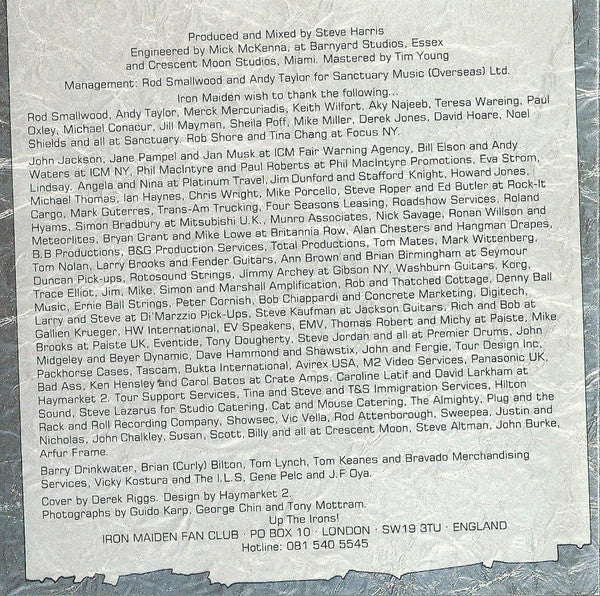 Produced and Mixed by Steve Harris
Engineered by Mick McKenna, at Barnyard Studios, Essex
and Crescent Moon Studios, Miami. Mastered by Tim Young
Management: Rod Smallwood and Andy Taylor for Sanctuary Music (Overseas) Ltd.
Iron Maiden wish to thank the following...
Rod Smallwood, Andy Taylor, Merck Mercuriadis, Keith Wilfort, Aky Najeeb, Teresa Wareing, Paul
Oxley, Michael Conacur, Jill Mayman, Sheila Poff, Mike Miller, Derek Jones, David Hoare, Noel
Shields and all at Sanctuary. Rob Shore and Tina Chang at Focus NY.
John Jackson, Jane Pampel and Jan Musk at ICM Fair Warning Agency, Bill Elson and Andy
Waters at ICM NY, Phil MacIntyre and Paul Roberts at Phil MacIntyre Promotions, Eva Strom,
Lindsay. Angela and Nina at Platinum Travel, Jim Dunford and Stafford Knight, Howard Jones,
Michael Thomas, Ian Haynes, Chris Wright, Mike Porcello, Steve Roper and Ed Butler at Rock-It
Cargo, Mark Guterres, Trans-Am Trucking, Four Seasons Leasing, Roadshow Services, Roland
Hyams, Simon Bradbury at Mitsubishi U.K., Munro Associates, Nick Savage, Ronan Willson and
Meteorlites, Bryan Grant and Mike Lowe at Britannia Row, Alan Chesters and Hangman Drapes,
B.B Productions, B&G Production Services, Total Productions, Tom Mates, Mark Wittenberg,
Tom Nolan, Larry Brooks and Fender Guitars, Ann Brown and Brian Birmingham at Seymour
Duncan Pick-ups, Rotosound Strings, Jimmy Archey at Gibson NY, Washburn Guitars, Korg,
Trace Elliot, Jim, Mike, Simon and Marshall Amplification, Rob and Thatched Cottage, Denny Ball
Music, Ernie Ball Strings, Peter Cornish, Bob Chiappardi and Concrete Marketing, Digitech,
Larry and Steve at Di'Marzzio Pick-Ups, Steve Kaufman at Jackson Guitars, Rich and Bob at
Gallien Krueger, HW International, EV Speakers, EMV, Thomas Robert and Michy at Paiste, Mike
Brooks at Paiste UK, Eventide, Tony Dougherty, Steve Jordan and all at Premier Drums, John
Midgeley and Beyer Dynamic, Dave Hammond and Shawstix, John and Fergie, Tour Design Inc,
Packhorse Cases, Tascam, Bukta International, Avirex USA, M2 Video Services, Panasonic UK,
Bad Ass, Ken Hensley and Carol Bates at Crate Amps. Caroline Latif and David Larkham at
Haymarket 2. Tour Support Services, Tina and Steve and T&S Immigration Services, Hilton
Sound, Steve Lazarus for Studio Catering, Cat and Mouse Catering, The Almighty, Plug and the
Rack and Roll Recording Company, Showsec, Vic Vella, Rod Attenborough, Sweepea, Justin and
Nicholas, John Chalkley, Susan, Scott, Billy and all at Crescent Moon, Steve Altman, John Burke,
Arfur Frame.
Barry Drinkwater, Brian (Curly) Bilton, Tom Lynch, Tom Keanes and Bravado Merchandising
Services, Vicky Kostura and The I.L.S, Gene Pelc and J.F Oya.
Cover by Derek Riggs. Design by Haymarket 2.
Photographs by Guido Karp, George Chin and Tony Mottram.
Up The Irons!
IRON MAIDEN FAN CLUB · PO BOX 10 · LONDON · SW19 3TU · ENGLAND
Hotline: 081 540 5545